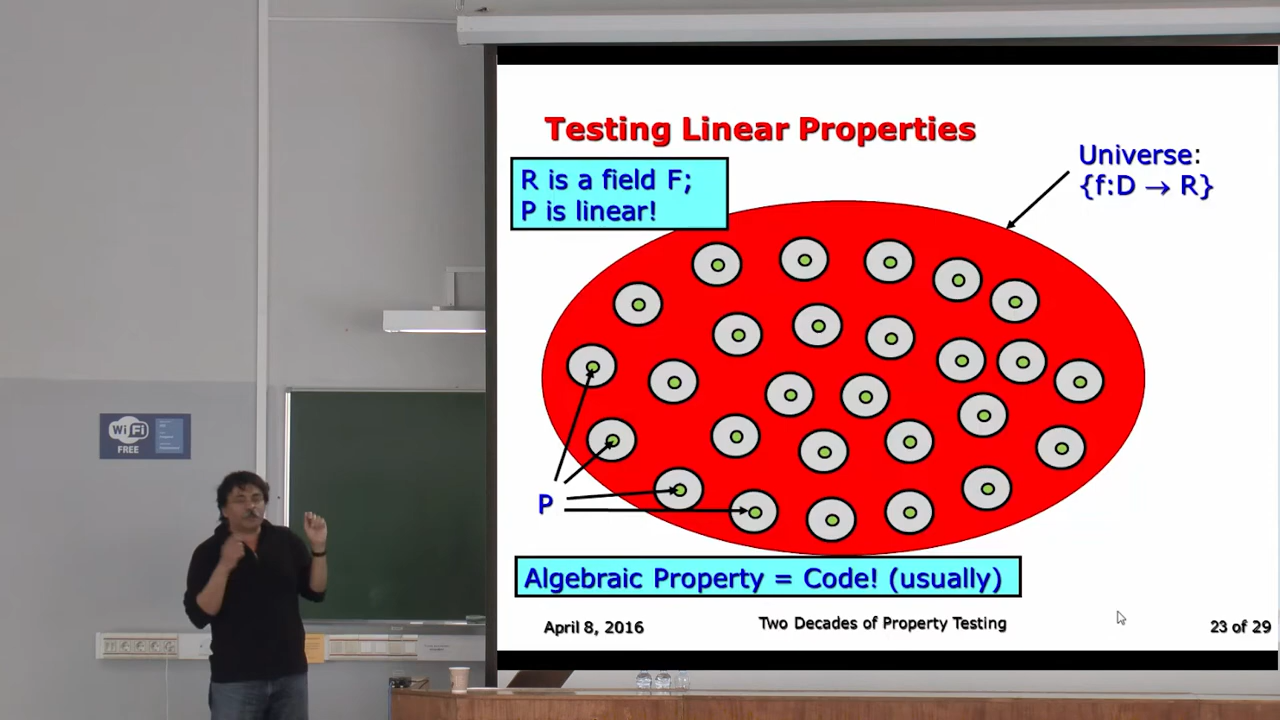 Testing Linear Properties
R is a field F;
P is linear!
Universe:
{f:D → R}
P
Algebraic Property = Code! (usually)
April 8, 2016
Two Decades of Property Testing
23 of 29
WiFi
FREE